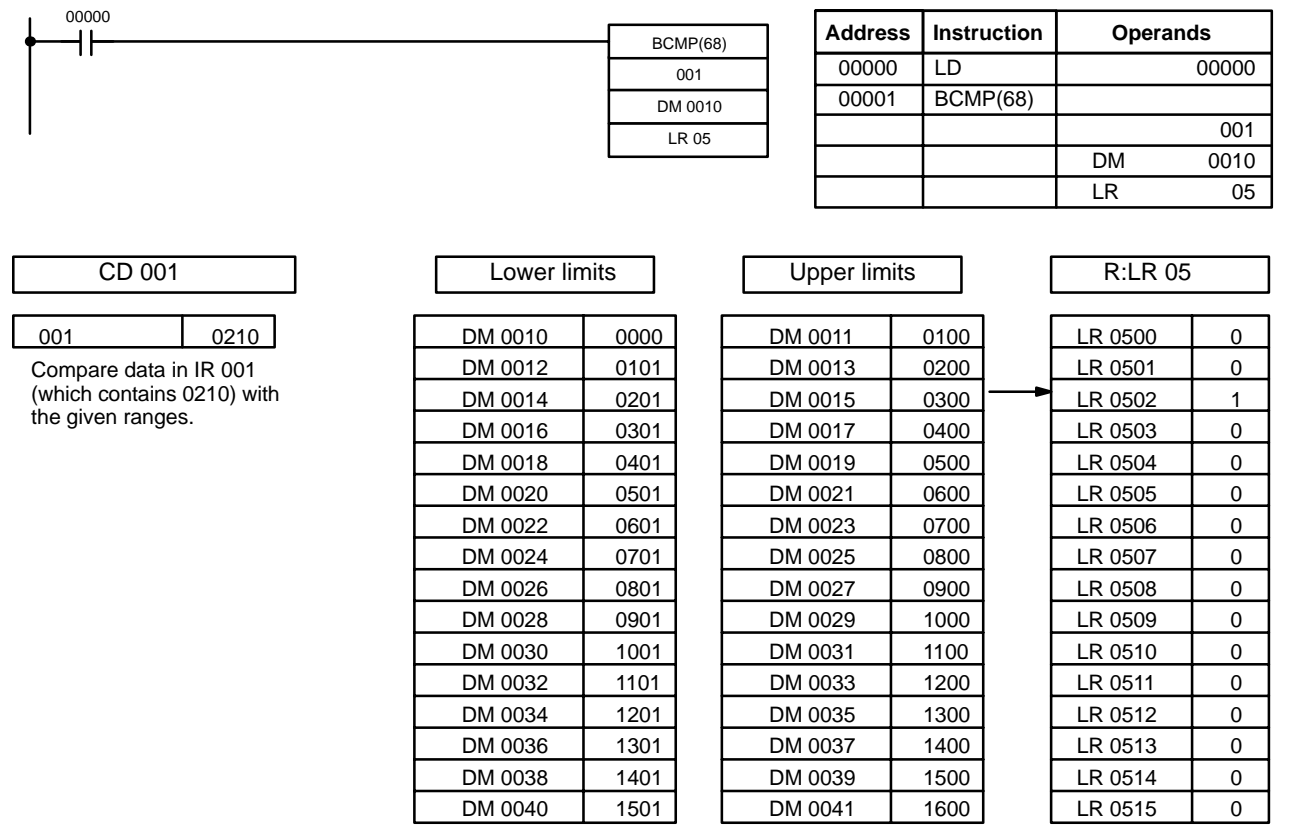 00000
BCMP(68)
001
DM 0010
LR 05
Address Instruction Operands
00000 LD 00000
00001 BCMP(68)
001
DM 0010
LR 05
CD 001
001 0210
Compare data in IR 001
(which contains 0210) with
the given ranges.
Lower limits Upper limits R:LR 05
DM 0010 0000 DM 0011 0100 LR 0500 0
DM 0012 0101 DM 0013 0200 LR 0501 0
DM 0014 0201 DM 0015 0300 LR 0502 1
DM 0016 0301 DM 0017 0400 LR 0503 0
DM 0018 0401 DM 0019 0500 LR 0504 0
DM 0020 0501 DM 0021 0600 LR 0505 0
DM 0022 0601 DM 0023 0700 LR 0506 0
DM 0024 0701 DM 0025 0800 LR 0507 0
DM 0026 0801 DM 0027 0900 LR 0508 0
DM 0028 0901 DM 0029 1000 LR 0509 0
DM 0030 1001 DM 0031 1100 LR 0510 0
DM 0032 1101 DM 0033 1200 LR 0511 0
DM 0034 1201 DM 0035 1300 LR 0512 0
DM 0036 1301 DM 0037 1400 LR 0513 0
DM 0038 1401 DM 0039 1500 LR 0514 0
DM 0040 1501 DM 0041 1600 LR 0515 0